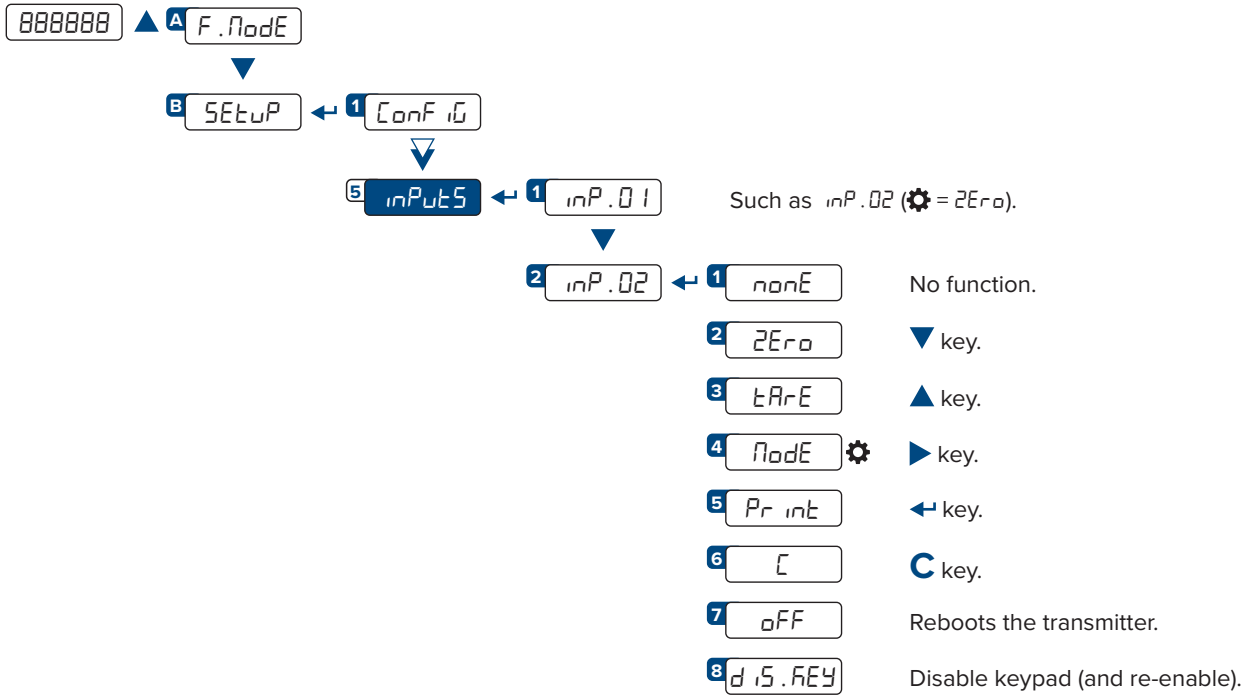 888888 A F.ModE
B SEtuP 1 ConFiG
5 inPutS 1 inP.01 Such as inP.02 ( = 2Ero).
2 inP.02 1 nonE No function.
2 2Ero key.
3 tArE key.
4 ModE key.
5 Print key.
6 C C key.
7 oFF Reboots the transmitter.
8 diS.KEY Disable keypad (and re-enable).